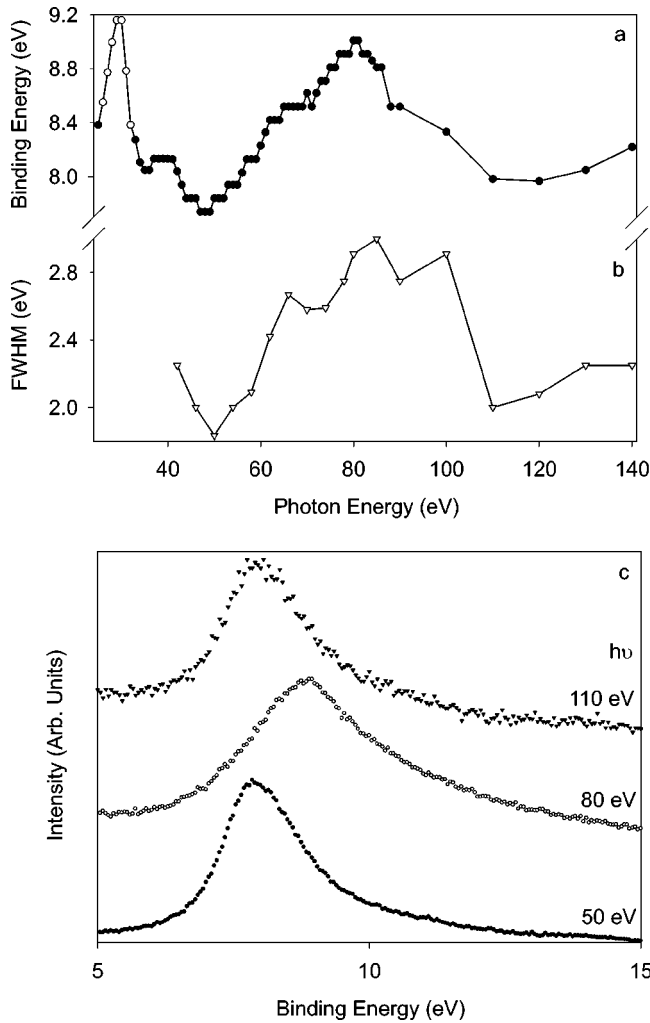 9.2
a
8.8
8.4
8.0
Binding Energy (eV)
b
2.8
2.4
2.0
FWHM (eV)
40 60 80 100 120 140
Photon Energy (eV)
c
hυ
110 eV
80 eV
50 eV
Intensity (Arb. Units)
5 10 15
Binding Energy (eV)